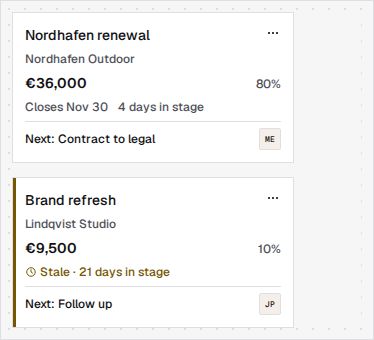 Nordhafen renewal ...
Nordhafen Outdoor
€36,000 80%
Closes Nov 30 4 days in stage
Next: Contract to legal ME
Brand refresh ...
Lindqvist Studio
€9,500 10%
Stale · 21 days in stage
Next: Follow up JP